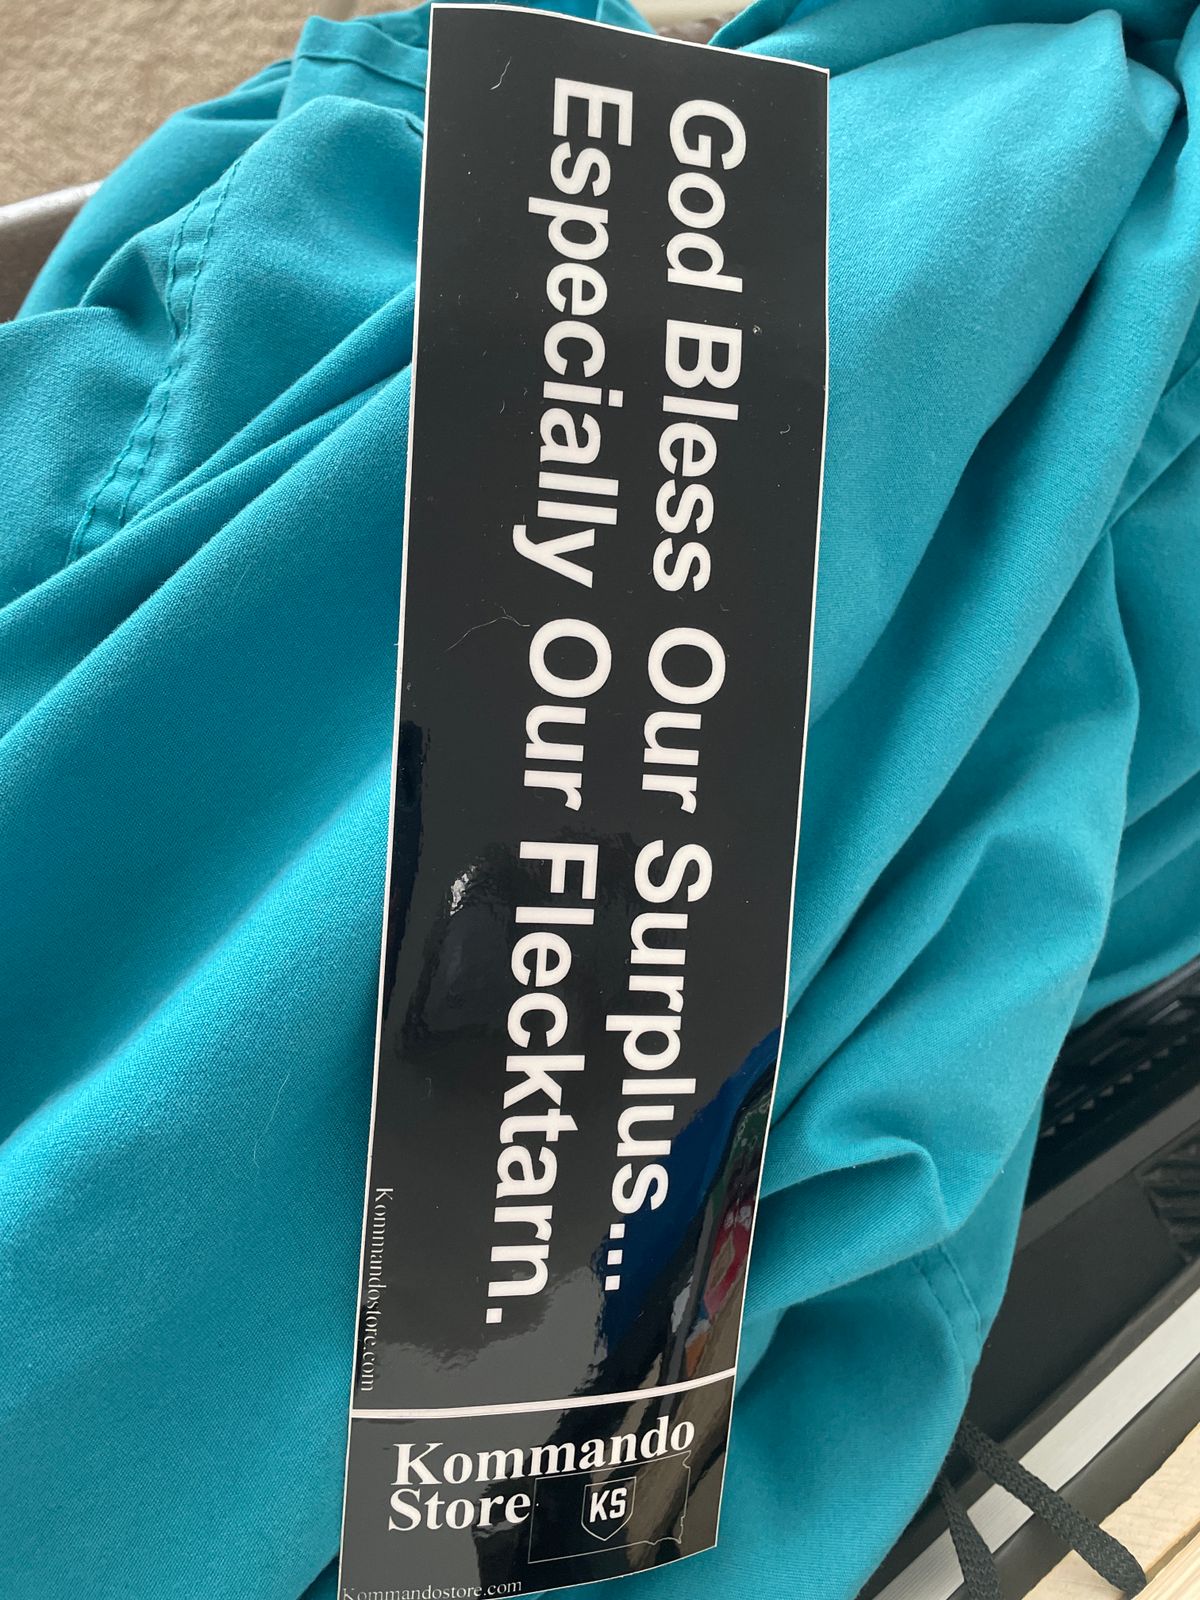 God Bless Our Surplus...
Especially Our Flecktarn.
Kommandostore.com
Kommando
Store
KS
Kommandostore.com